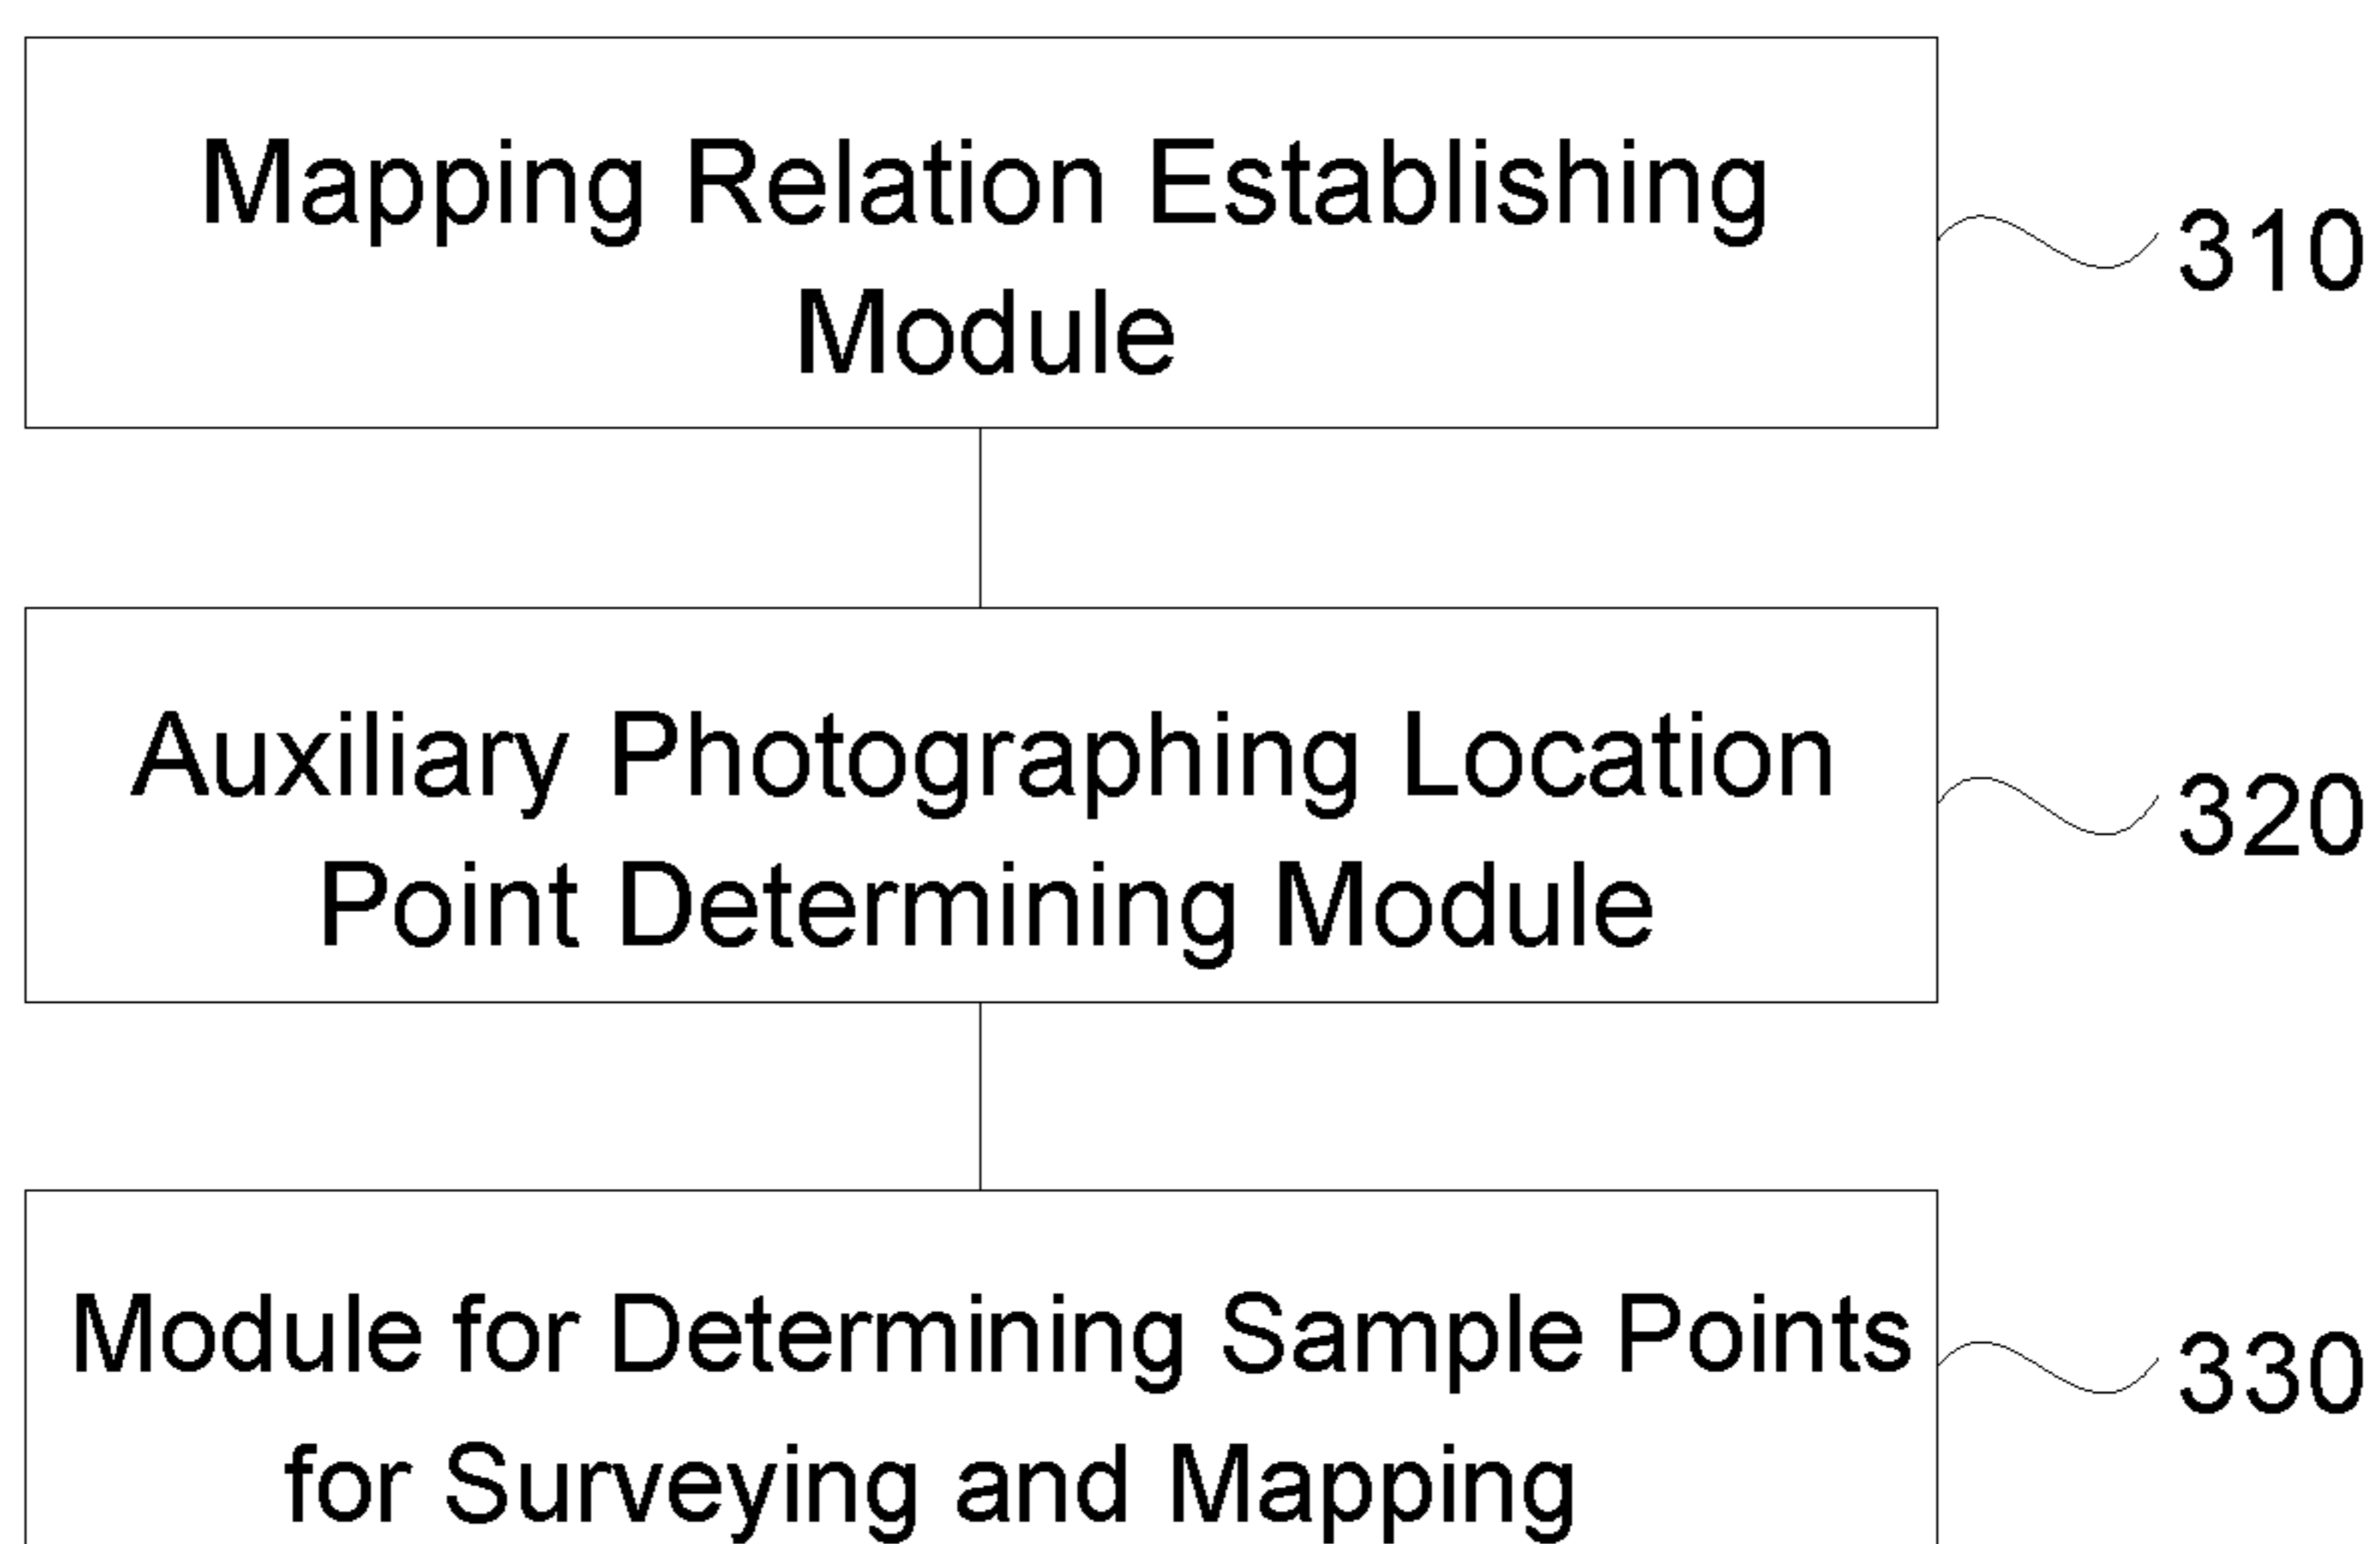 Mapping Relation Establishing
Module
310
Auxiliary Photographing Location
Point Determining Module
320
Module for Determining Sample Points
for Surveying and Mapping
330